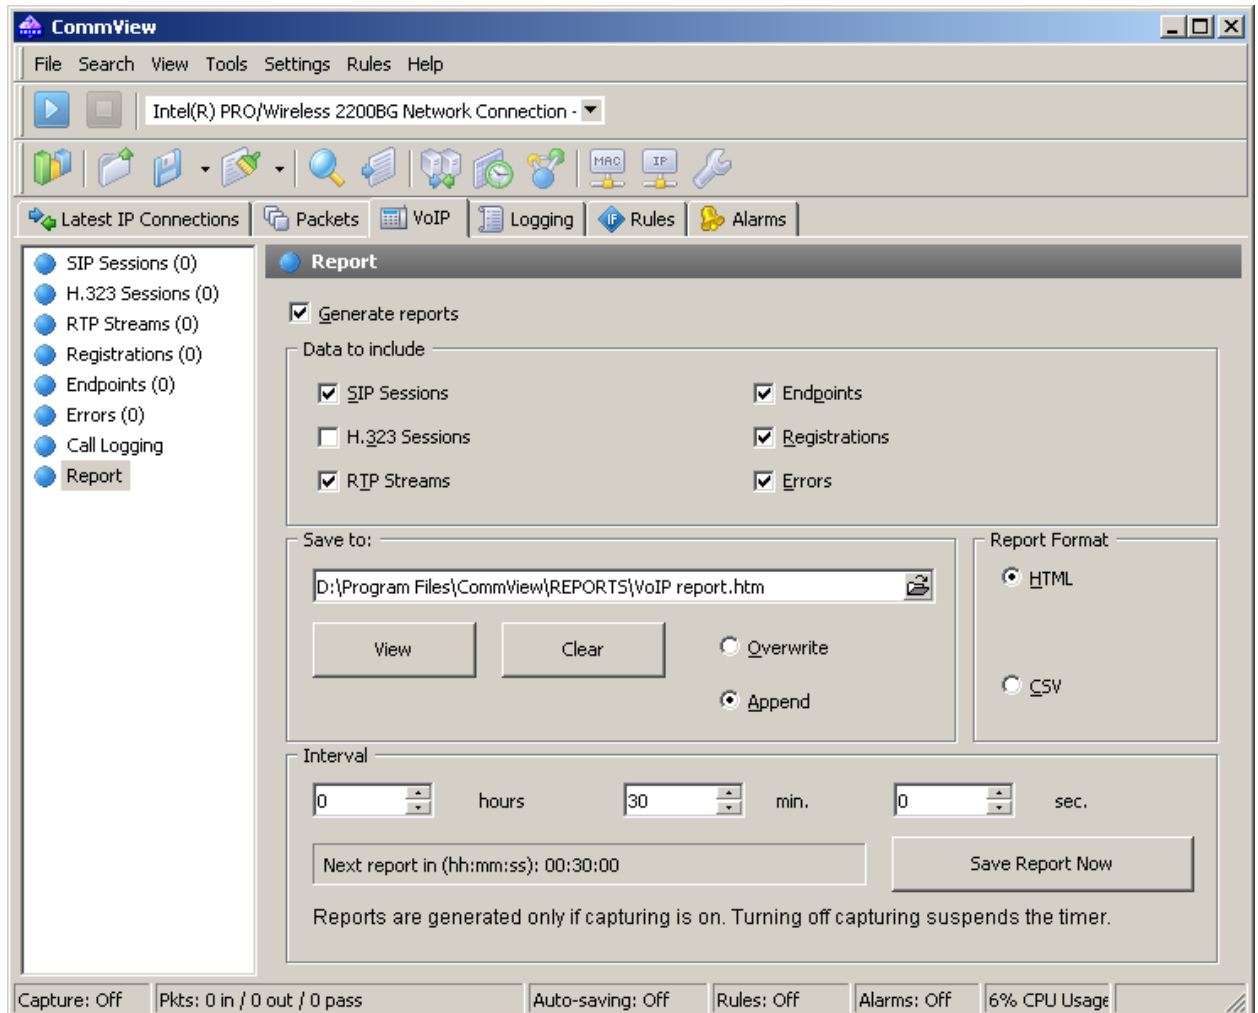 CommView
File Search View Tools Settings Rules Help
Intel(R) PRO/Wireless 2200BG Network Connection -
MAC IP
Latest IP Connections Packets VoIP Logging IF Rules Alarms
SIP Sessions (0)
H.323 Sessions (0)
RTP Streams (0)
Registrations (0)
Endpoints (0)
Errors (0)
Call Logging
Report
Report
Generate reports
Data to include
SIP Sessions Endpoints
H.323 Sessions Registrations
RTP Streams Errors
Save to:
D:\Program Files\CommView\REPORTS\VoIP report.htm
View Clear Overwrite
Append
Report Format
HTML
CSV
Interval
0 hours 30 min. 0 sec.
Next report in (hh:mm:ss): 00:30:00 Save Report Now
Reports are generated only if capturing is on. Turning off capturing suspends the timer.
Capture: Off Pkts: 0 in / 0 out / 0 pass Auto-saving: Off Rules: Off Alarms: Off 6% CPU Usage